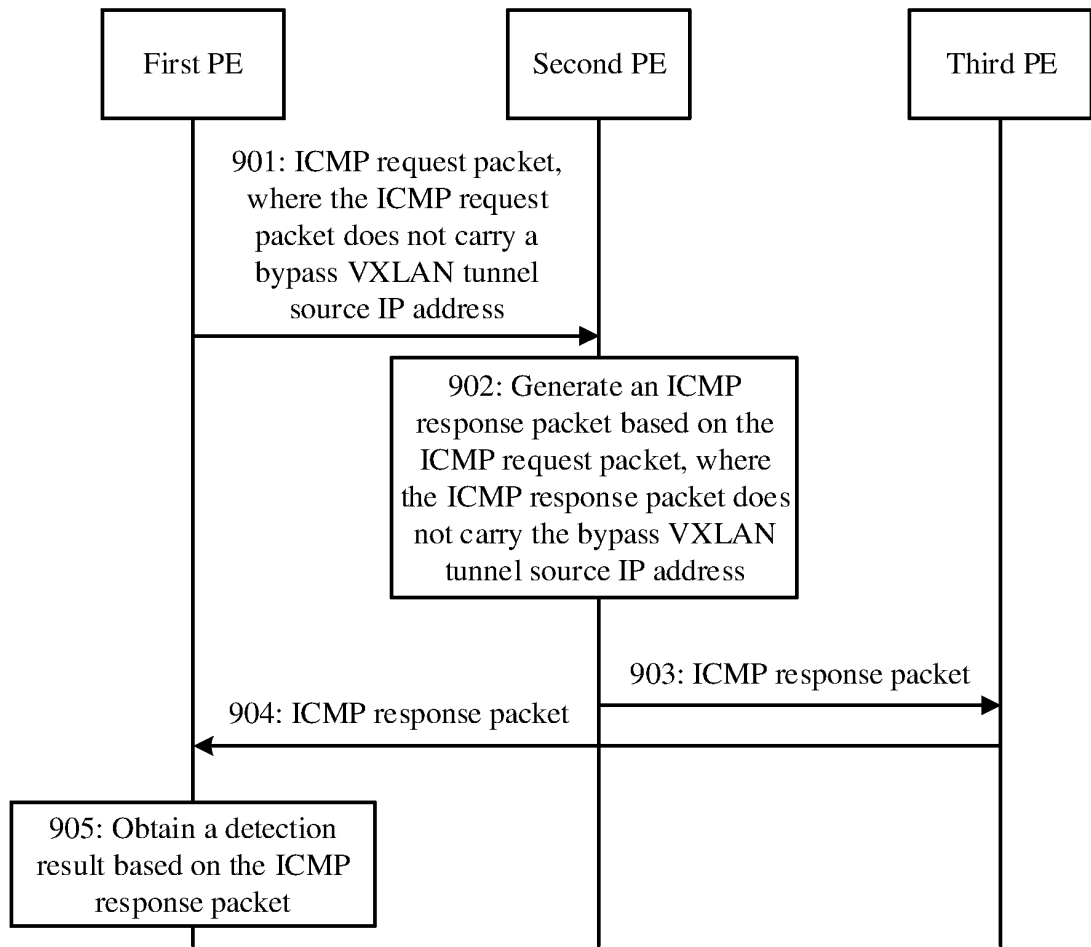 First PE
Second PE
Third PE
901: ICMP request packet,
where the ICMP request
packet does not carry a
bypass VXLAN tunnel
source IP address
902: Generate an ICMP
response packet based on the
ICMP request packet, where
the ICMP response packet does
not carry the bypass VXLAN
tunnel source IP address
903: ICMP response packet
904: ICMP response packet
905: Obtain a detection
result based on the ICMP
response packet